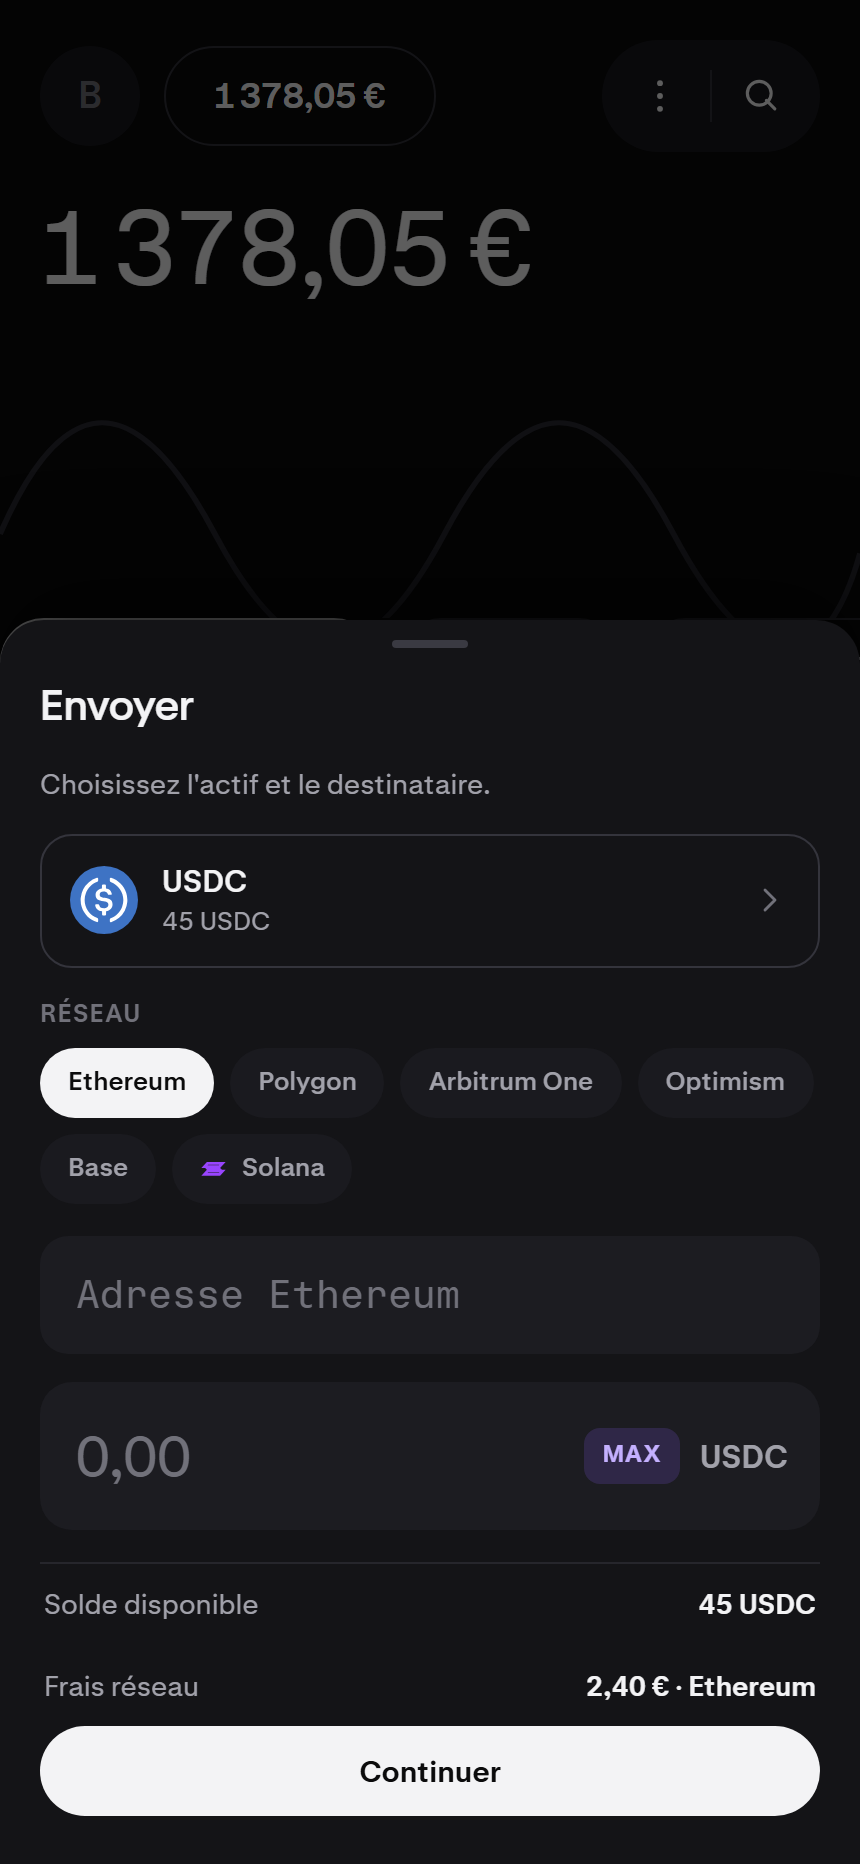 B
1 378,05 €
1 378,05 €
Envoyer
Choisissez l'actif et le destinataire.
USDC
45 USDC
RÉSEAU
Ethereum Polygon Arbitrum One Optimism
Base Solana
Adresse Ethereum
0,00 MAX USDC
Solde disponible 45 USDC
Frais réseau 2,40 € · Ethereum
Continuer